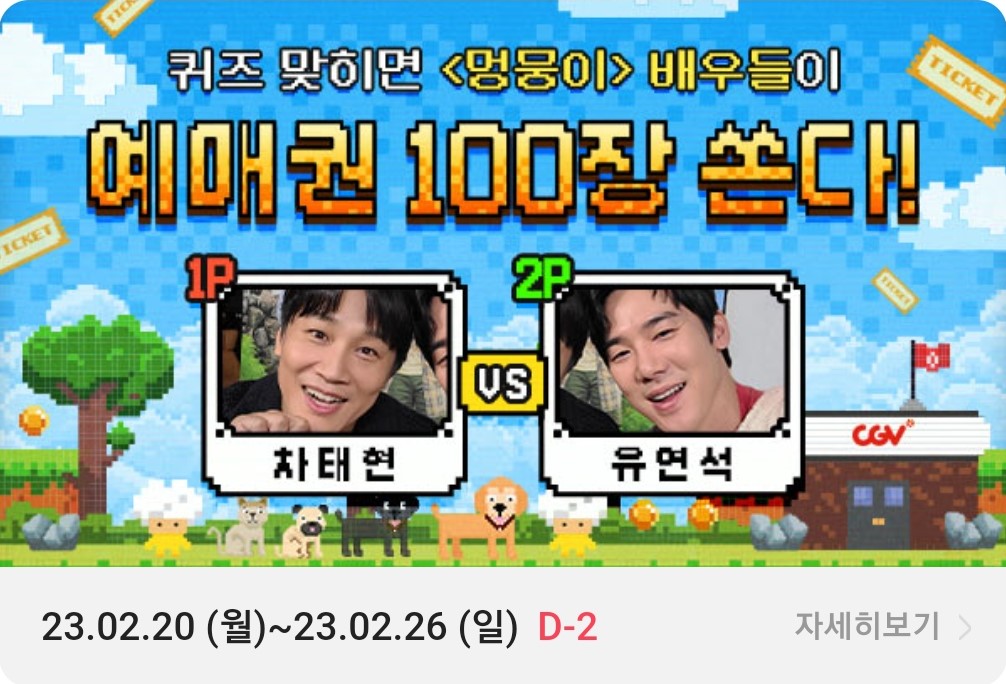 퀴즈 맞히면 <멍뭉이> 배우들이
예매권 100장 쏜다!
TICKET
TICKET
TICKET
1P
2P
VS
차태현
유연석
CGV
23.02.20 (월)~23.02.26 (일) D-2
자세히보기